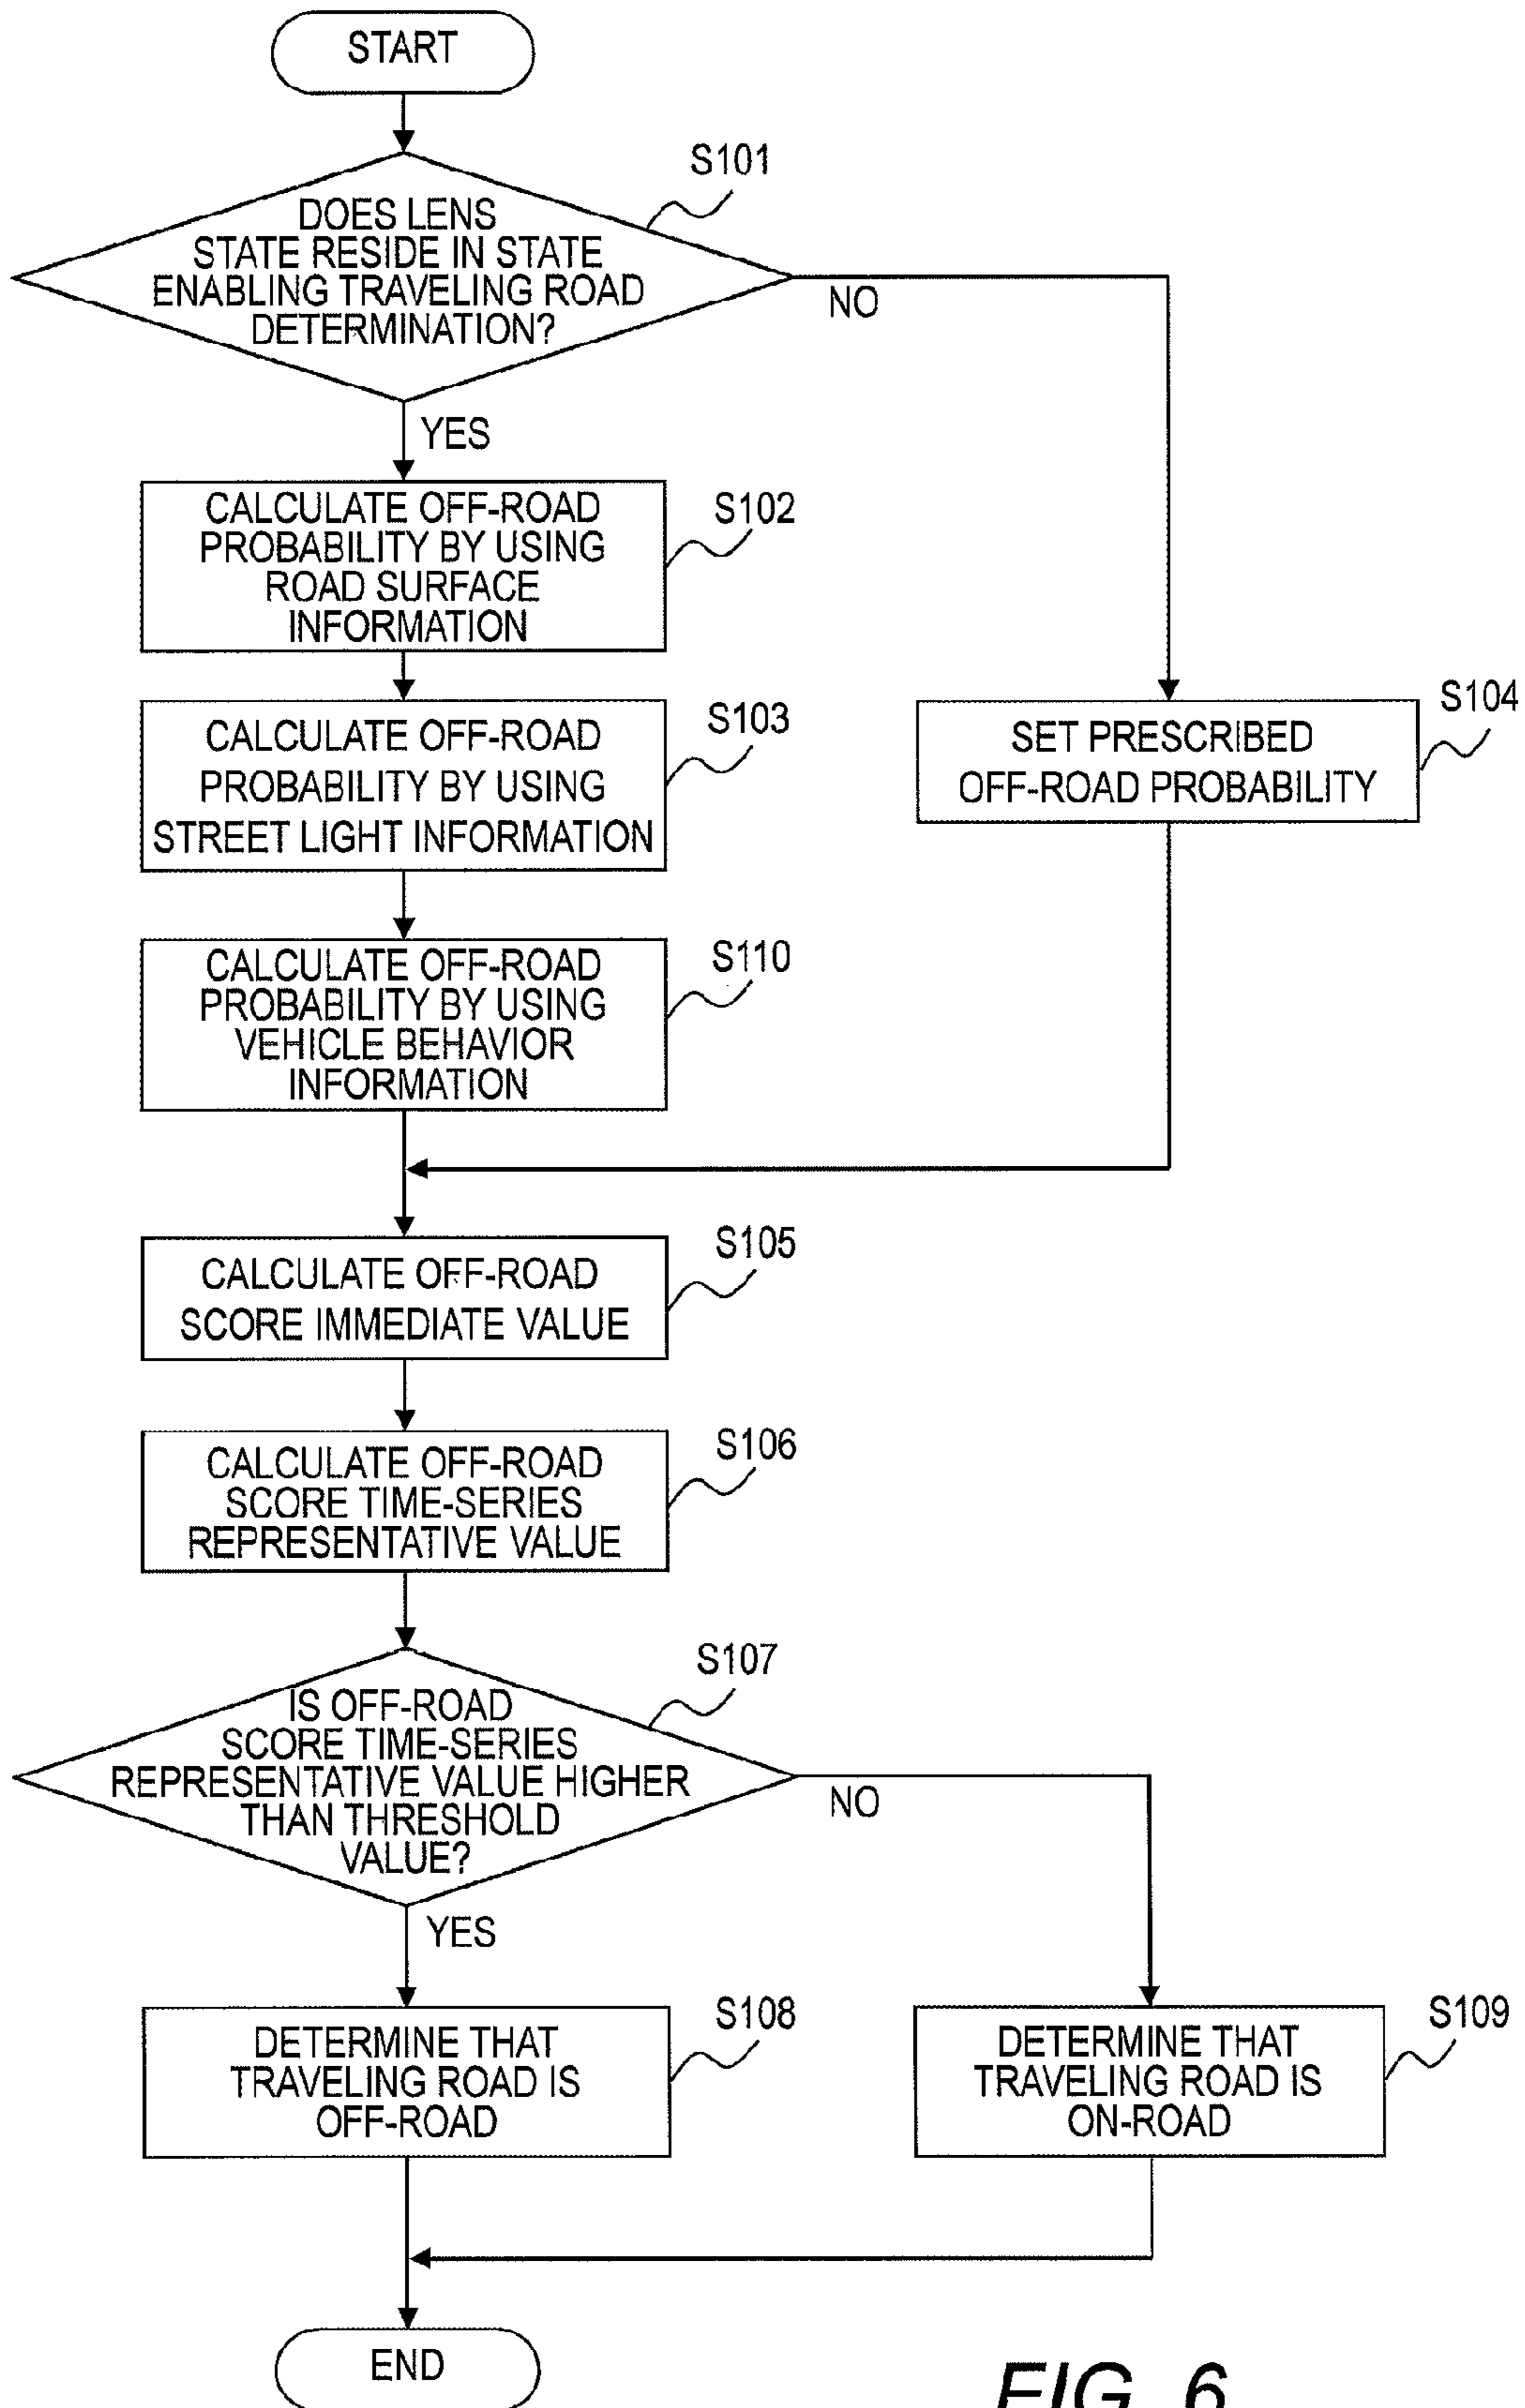 START
S101
DOES LENS
STATE RESIDE IN STATE
ENABLING TRAVELING ROAD
DETERMINATION?
NO
YES
CALCULATE OFF-ROAD
PROBABILITY BY USING
ROAD SURFACE
INFORMATION
S102
CALCULATE OFF-ROAD
PROBABILITY BY USING
STREET LIGHT INFORMATION
S103
SET PRESCRIBED
OFF-ROAD PROBABILITY
S104
CALCULATE OFF-ROAD
PROBABILITY BY USING
VEHICLE BEHAVIOR
INFORMATION
S110
CALCULATE OFF-ROAD
SCORE IMMEDIATE VALUE
S105
CALCULATE OFF-ROAD
SCORE TIME-SERIES
REPRESENTATIVE VALUE
S106
S107
IS OFF-ROAD
SCORE TIME-SERIES
REPRESENTATIVE VALUE HIGHER
THAN THRESHOLD
VALUE?
NO
YES
DETERMINE THAT
TRAVELING ROAD IS
OFF-ROAD
S108
DETERMINE THAT
TRAVELING ROAD IS
ON-ROAD
S109
END
FIG. 6